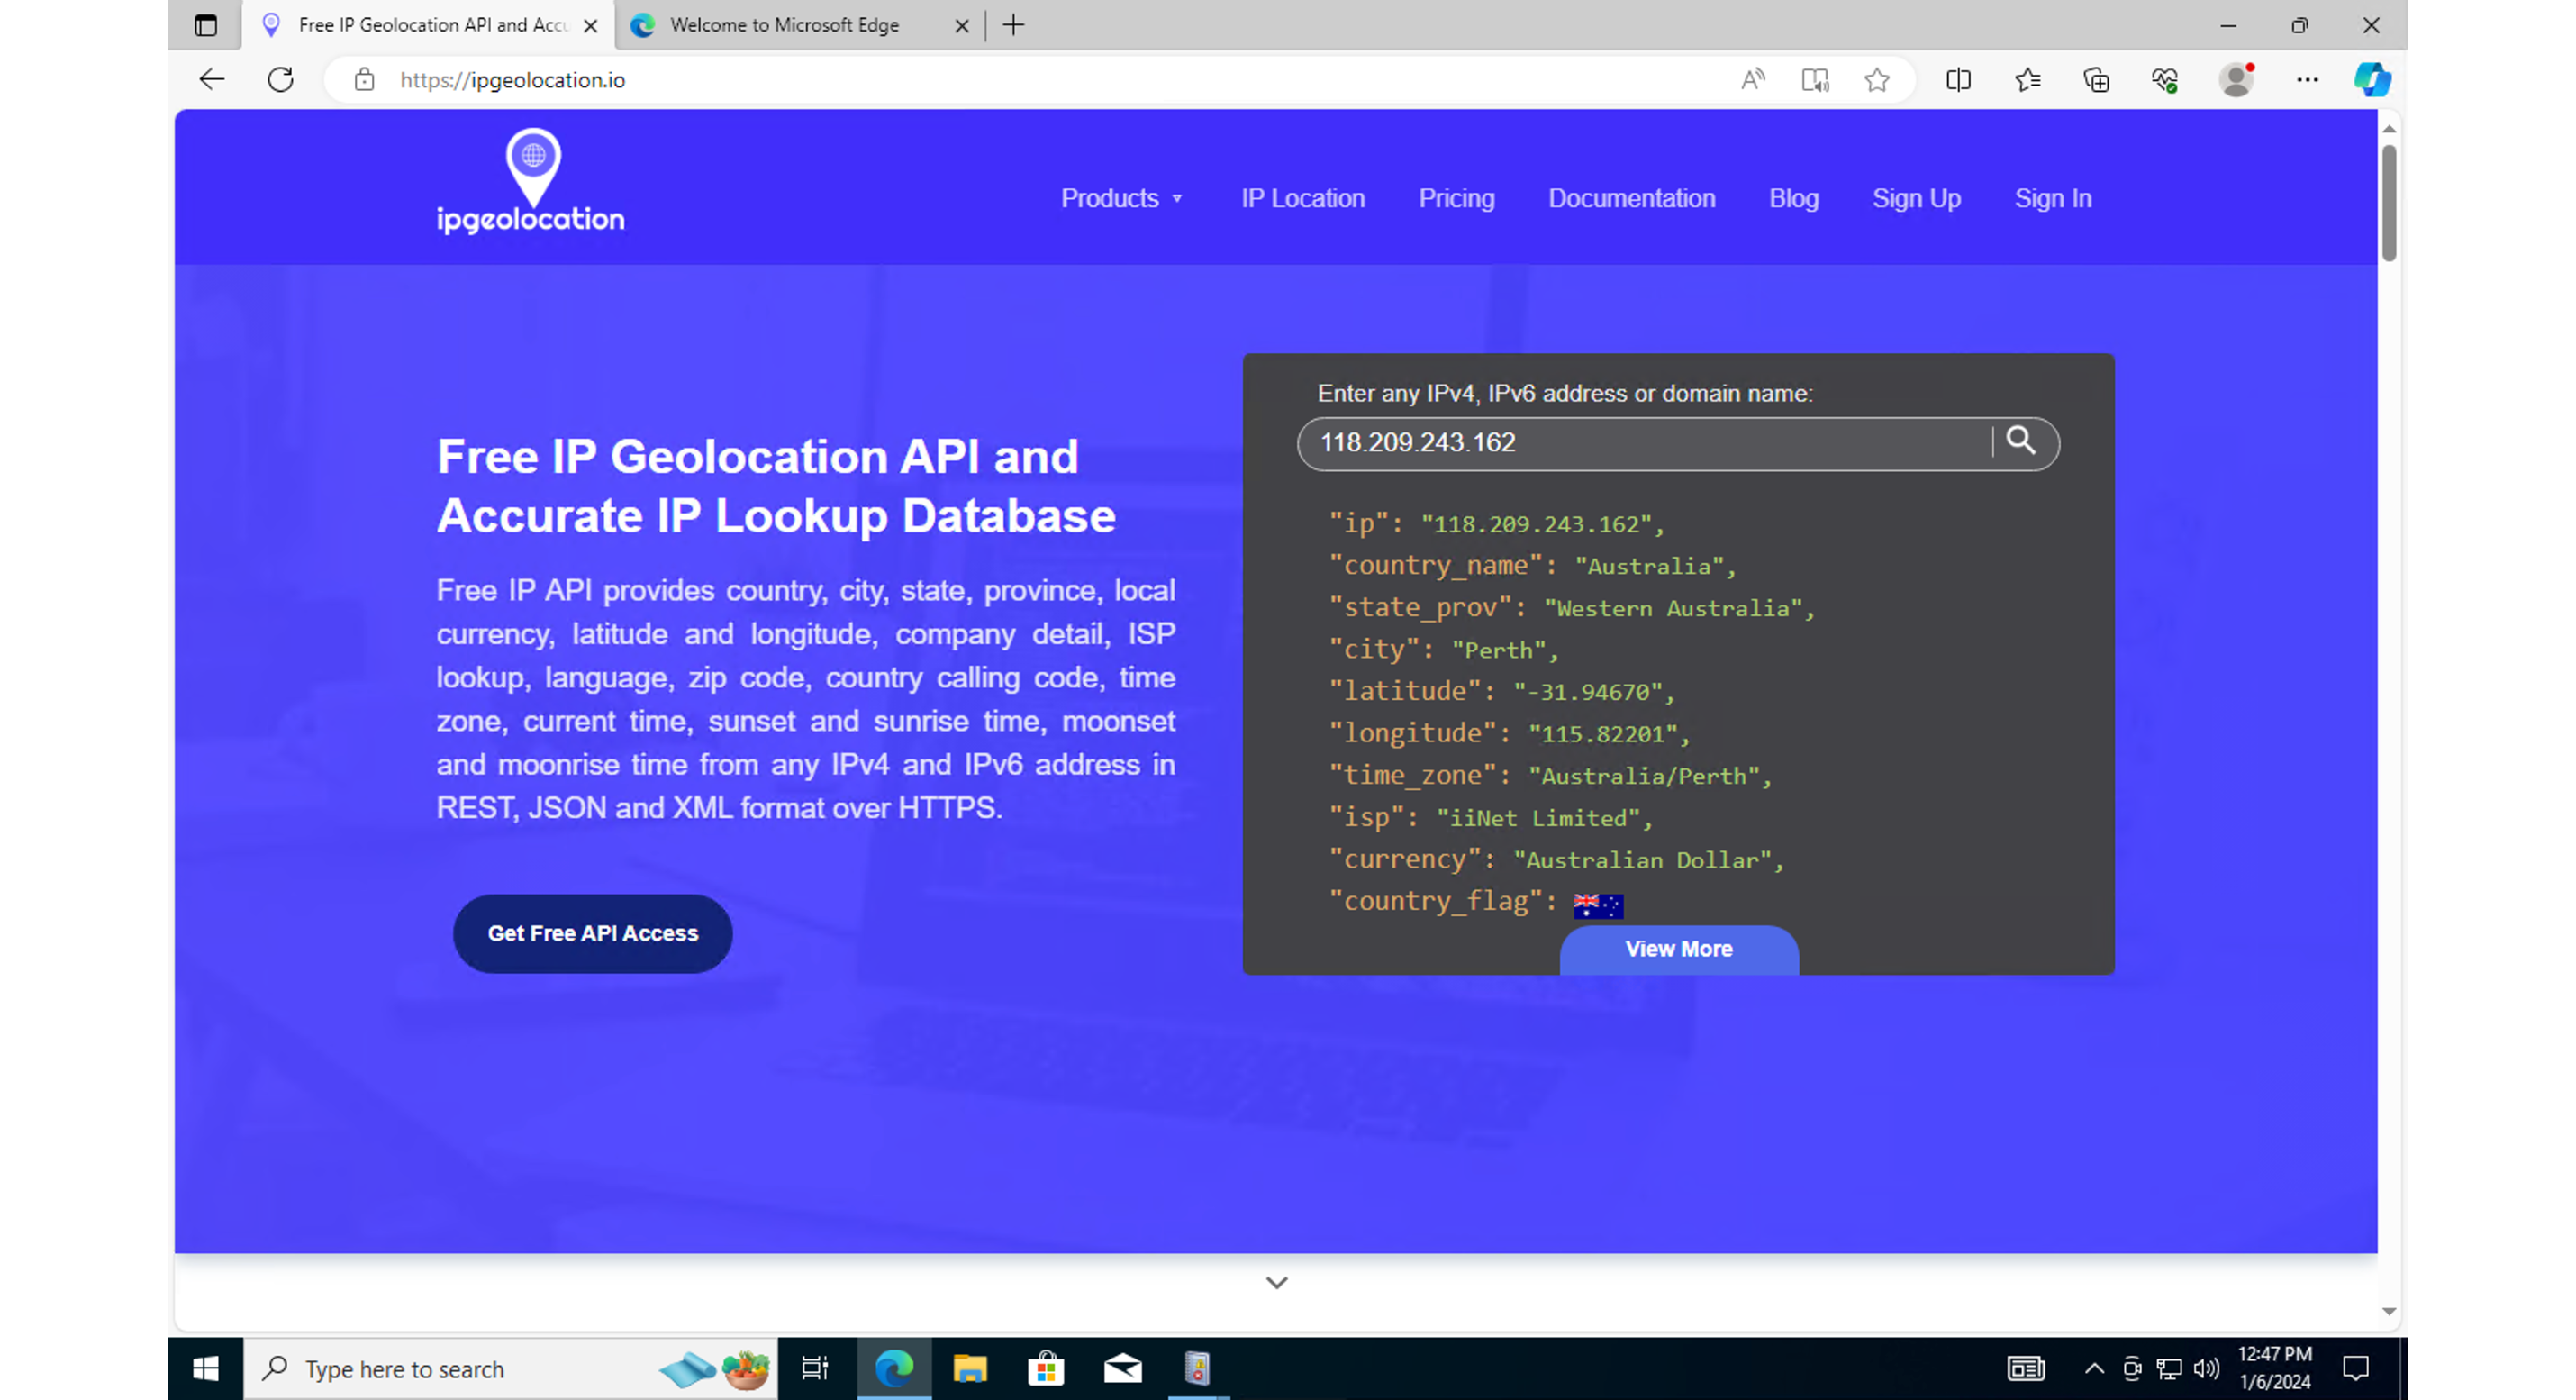 Free IP Geolocation API and Accu
Welcome to Microsoft Edge
https://ipgeolocation.io
ipgeolocation
Products
IP Location
Pricing
Documentation
Blog
Sign Up
Sign In
Free IP Geolocation API and
Accurate IP Lookup Database
Free IP API provides country, city, state, province, local
currency, latitude and longitude, company detail, ISP
lookup, language, zip code, country calling code, time
zone, current time, sunset and sunrise time, moonset
and moonrise time from any IPv4 and IPv6 address in
REST, JSON and XML format over HTTPS.
Get Free API Access
Enter any IPv4, IPv6 address or domain name:
118.209.243.162
"ip": "118.209.243.162",
"country_name": "Australia",
"state_prov": "Western Australia",
"city": "Perth",
"latitude": "-31.94670",
"longitude": "115.82201",
"time_zone": "Australia/Perth",
"isp": "iiNet Limited",
"currency": "Australian Dollar",
"country_flag":
View More
Type here to search
12:47 PM
1/6/2024